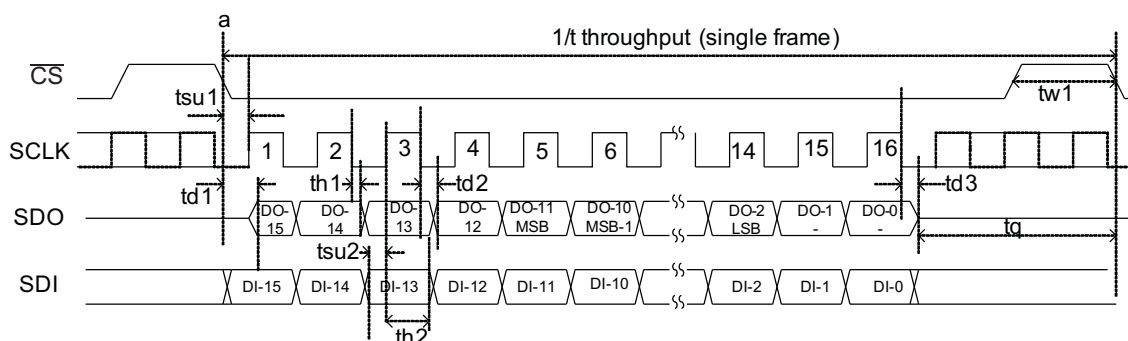 a
1/t throughput (single frame)
CS
tsu1
tw1
SCLK
1 2 3 4 5 6 14 15 16
td1 th1 td2 td3
SDO
DO-15 DO-14 DO-13 DO-12 DO-11 MSB DO-10 MSB-1 DO-2 LSB DO-1 - DO-0 -
tsu2 tq
SDI
DI-15 DI-14 DI-13 DI-12 DI-11 DI-10 DI-2 DI-1 DI-0
th2